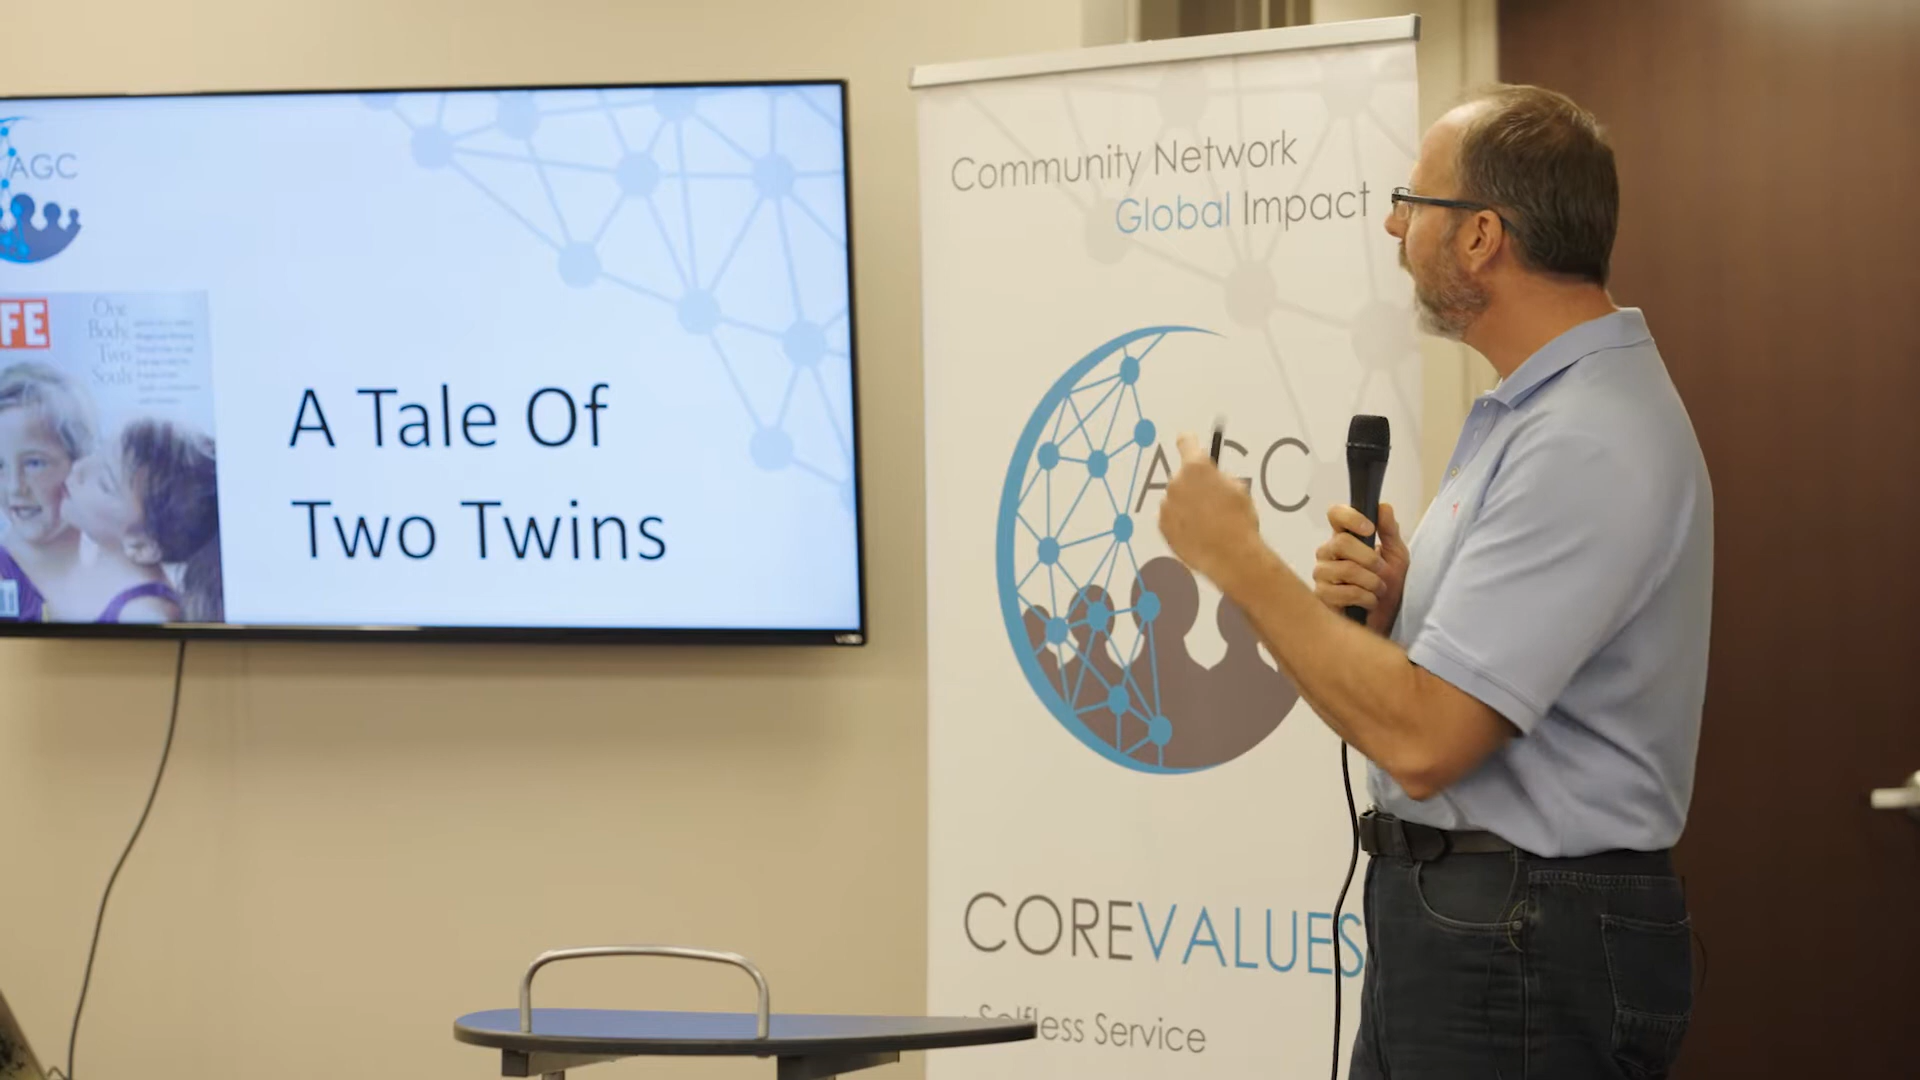 AGC
FE
One
Body,
Two
Souls
A Tale Of
Two Twins
Community Network
Global Impact
AGC
COREVALUES
Selfless Service